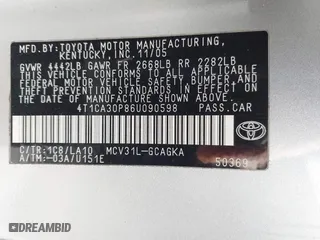 BY: TOYOTA MOTOR MANUFACTURING,
KENTUCKY, INC. 11/05
GVWR 4442LB GAWR FR 2668LB RR 2282LB
THIS VEHICLE CONFORMS TO ALL APPLICABLE
FEDERAL MOTOR VEHICLE SAFETY, BUMPER, AND
THEFT PREVENTION STANDARDS IN EFFECT ON
THE DATE OF MANUFACTURE SHOWN ABOVE.
4T1CA30P86U090598 PASS.CAR
C/TR:1C8/LA10 MCV31L-GCAGKA
A/TM:-03A/U151E
50369
TOYOTA
D.REPORT